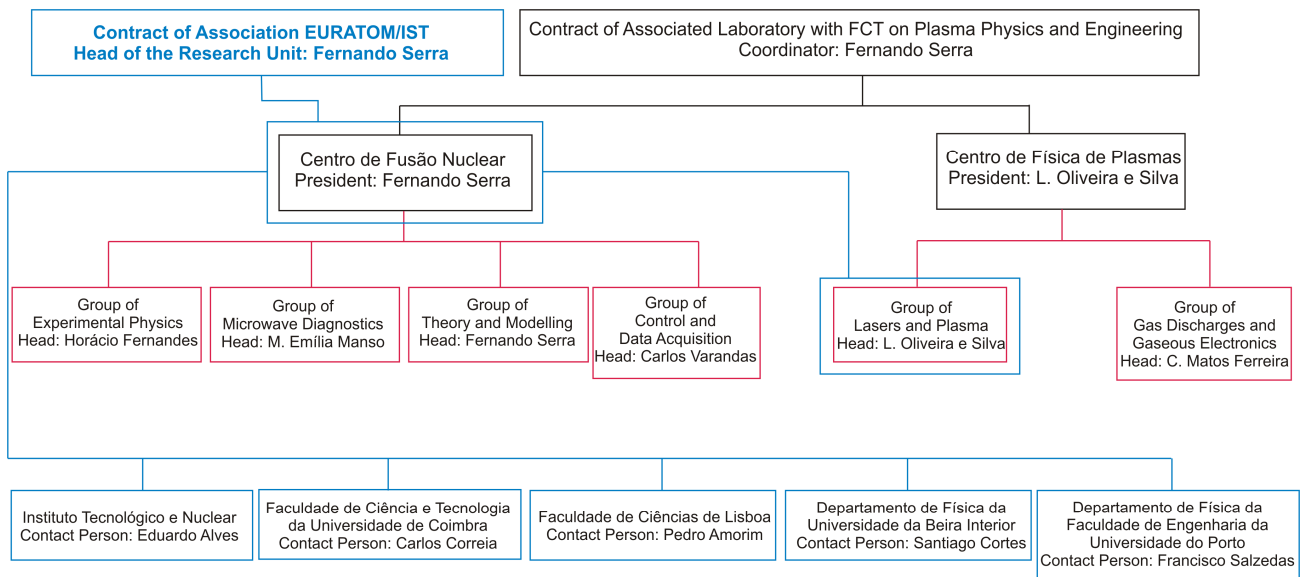 Contract of Association EURATOM/IST
Head of the Research Unit: Fernando Serra
Contract of Associated Laboratory with FCT on Plasma Physics and Engineering
Coordinator: Fernando Serra
Centro de Fusão Nuclear
President: Fernando Serra
Centro de Física de Plasmas
President: L. Oliveira e Silva
Group of
Experimental Physics
Head: Horácio Fernandes
Group of
Microwave Diagnostics
Head: M. Emília Manso
Group of
Theory and Modelling
Head: Fernando Serra
Group of
Control and
Data Acquisition
Head: Carlos Varandas
Group of
Lasers and Plasma
Head: L. Oliveira e Silva
Group of
Gas Discharges and
Gaseous Electronics
Head: C. Matos Ferreira
Instituto Tecnológico e Nuclear
Contact Person: Eduardo Alves
Faculdade de Ciência e Tecnologia
da Universidade de Coimbra
Contact Person: Carlos Correia
Faculdade de Ciências de Lisboa
Contact Person: Pedro Amorim
Departamento de Física da
Universidade da Beira Interior
Contact Person: Santiago Cortes
Departamento de Física da
Faculdade de Engenharia da
Universidade do Porto
Contact Person: Francisco Salzedas